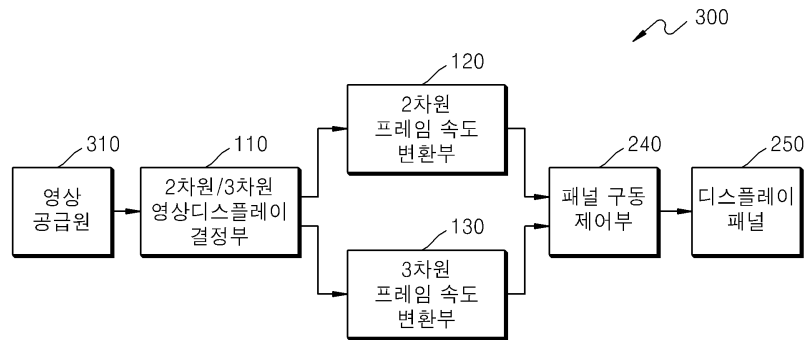 300
120
2차원
프레임 속도
변환부
310
영상
공급원
110
2차원/3차원
영상디스플레이
결정부
130
3차원
프레임 속도
변환부
240
패널 구동
제어부
250
디스플레이
패널